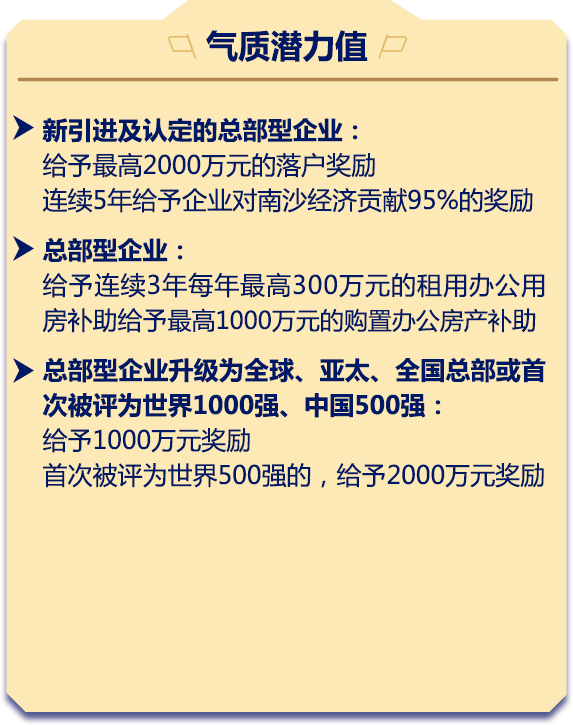 气质潜力值
新引进及认定的总部型企业：
给予最高2000万元的落户奖励
连续5年给予企业对南沙经济贡献95%的奖励
总部型企业：
给予连续3年每年最高300万元的租用办公用
房补助给予最高1000万元的购置办公房产补助
总部型企业升级为全球、亚太、全国总部或首
次被评为世界1000强、中国500强：
给予1000万元奖励
首次被评为世界500强的，给予2000万元奖励